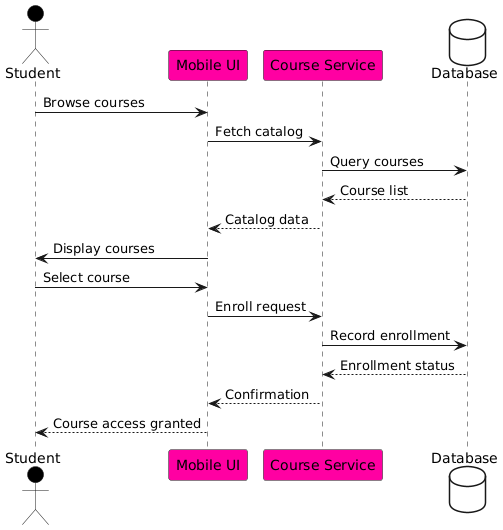 Student
Mobile UI
Course Service
Database
Browse courses
Fetch catalog
Query courses
Course list
Catalog data
Display courses
Select course
Enroll request
Record enrollment
Enrollment status
Confirmation
Course access granted
Student
Mobile UI
Course Service
Database